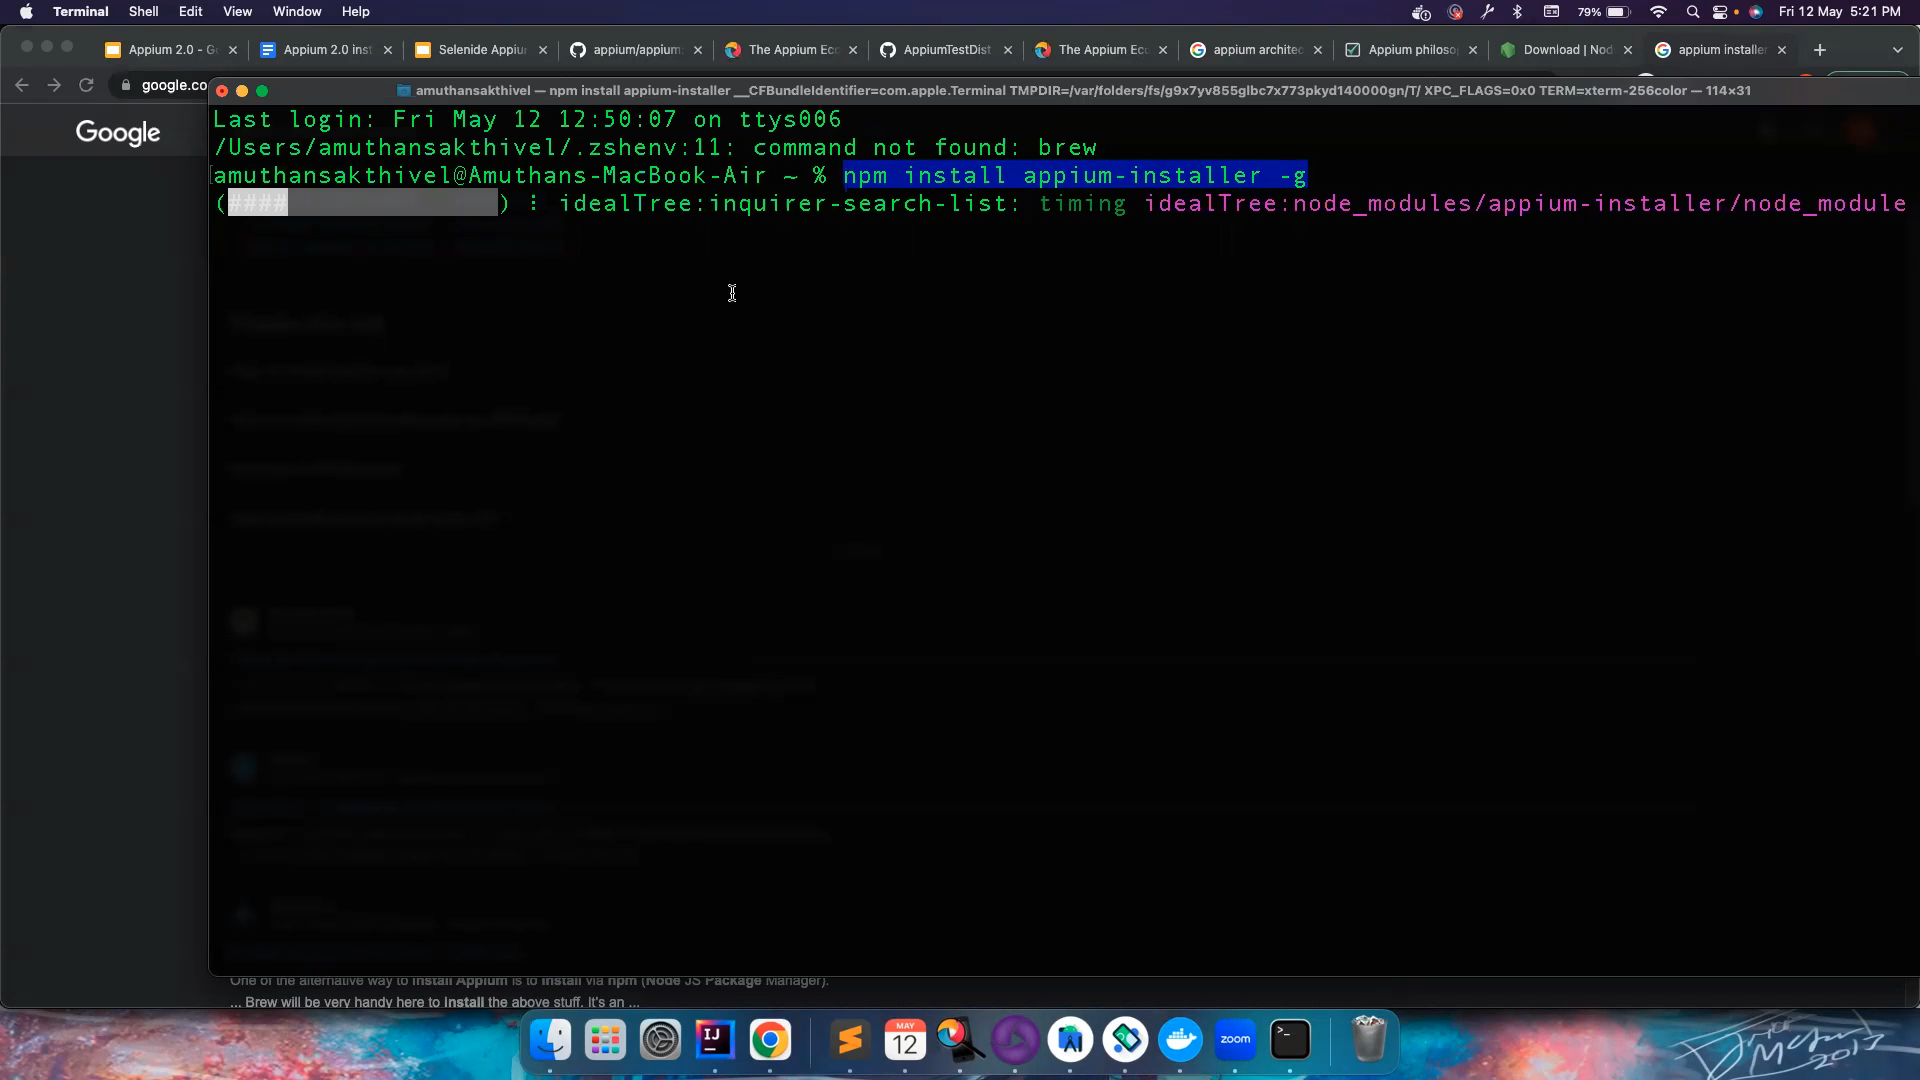 Terminal Shell Edit View Window Help 79% Fri 12 May 5:21 PM
Appium 2.0 - Go Appium 2.0 inst Selenide Appiur appium/appium The Appium Eco AppiumTestDist The Appium Eco appium architec Appium philoso Download | Nod appium installer
google.co
amuthansakthivel — npm install appium-installer __CFBundleIdentifier=com.apple.Terminal TMPDIR=/var/folders/fs/g9x7yv855glbc7x773pkyd140000gn/T/ XPC_FLAGS=0x0 TERM=xterm-256color — 114×31
Google
Last login: Fri May 12 12:50:07 on ttys006
/Users/amuthansakthivel/.zshenv:11: command not found: brew
amuthansakthivel@Amuthans-MacBook-Air ~ % npm install appium-installer -g
(####) ⠸ idealTree:inquirer-search-list: timing idealTree:node_modules/appium-installer/node_module
One of the alternative way to install Appium is to install via npm (Node JS Package Manager).
... Brew will be very handy here to install the above stuff. It's an ...
MAY
12
zoom
2017